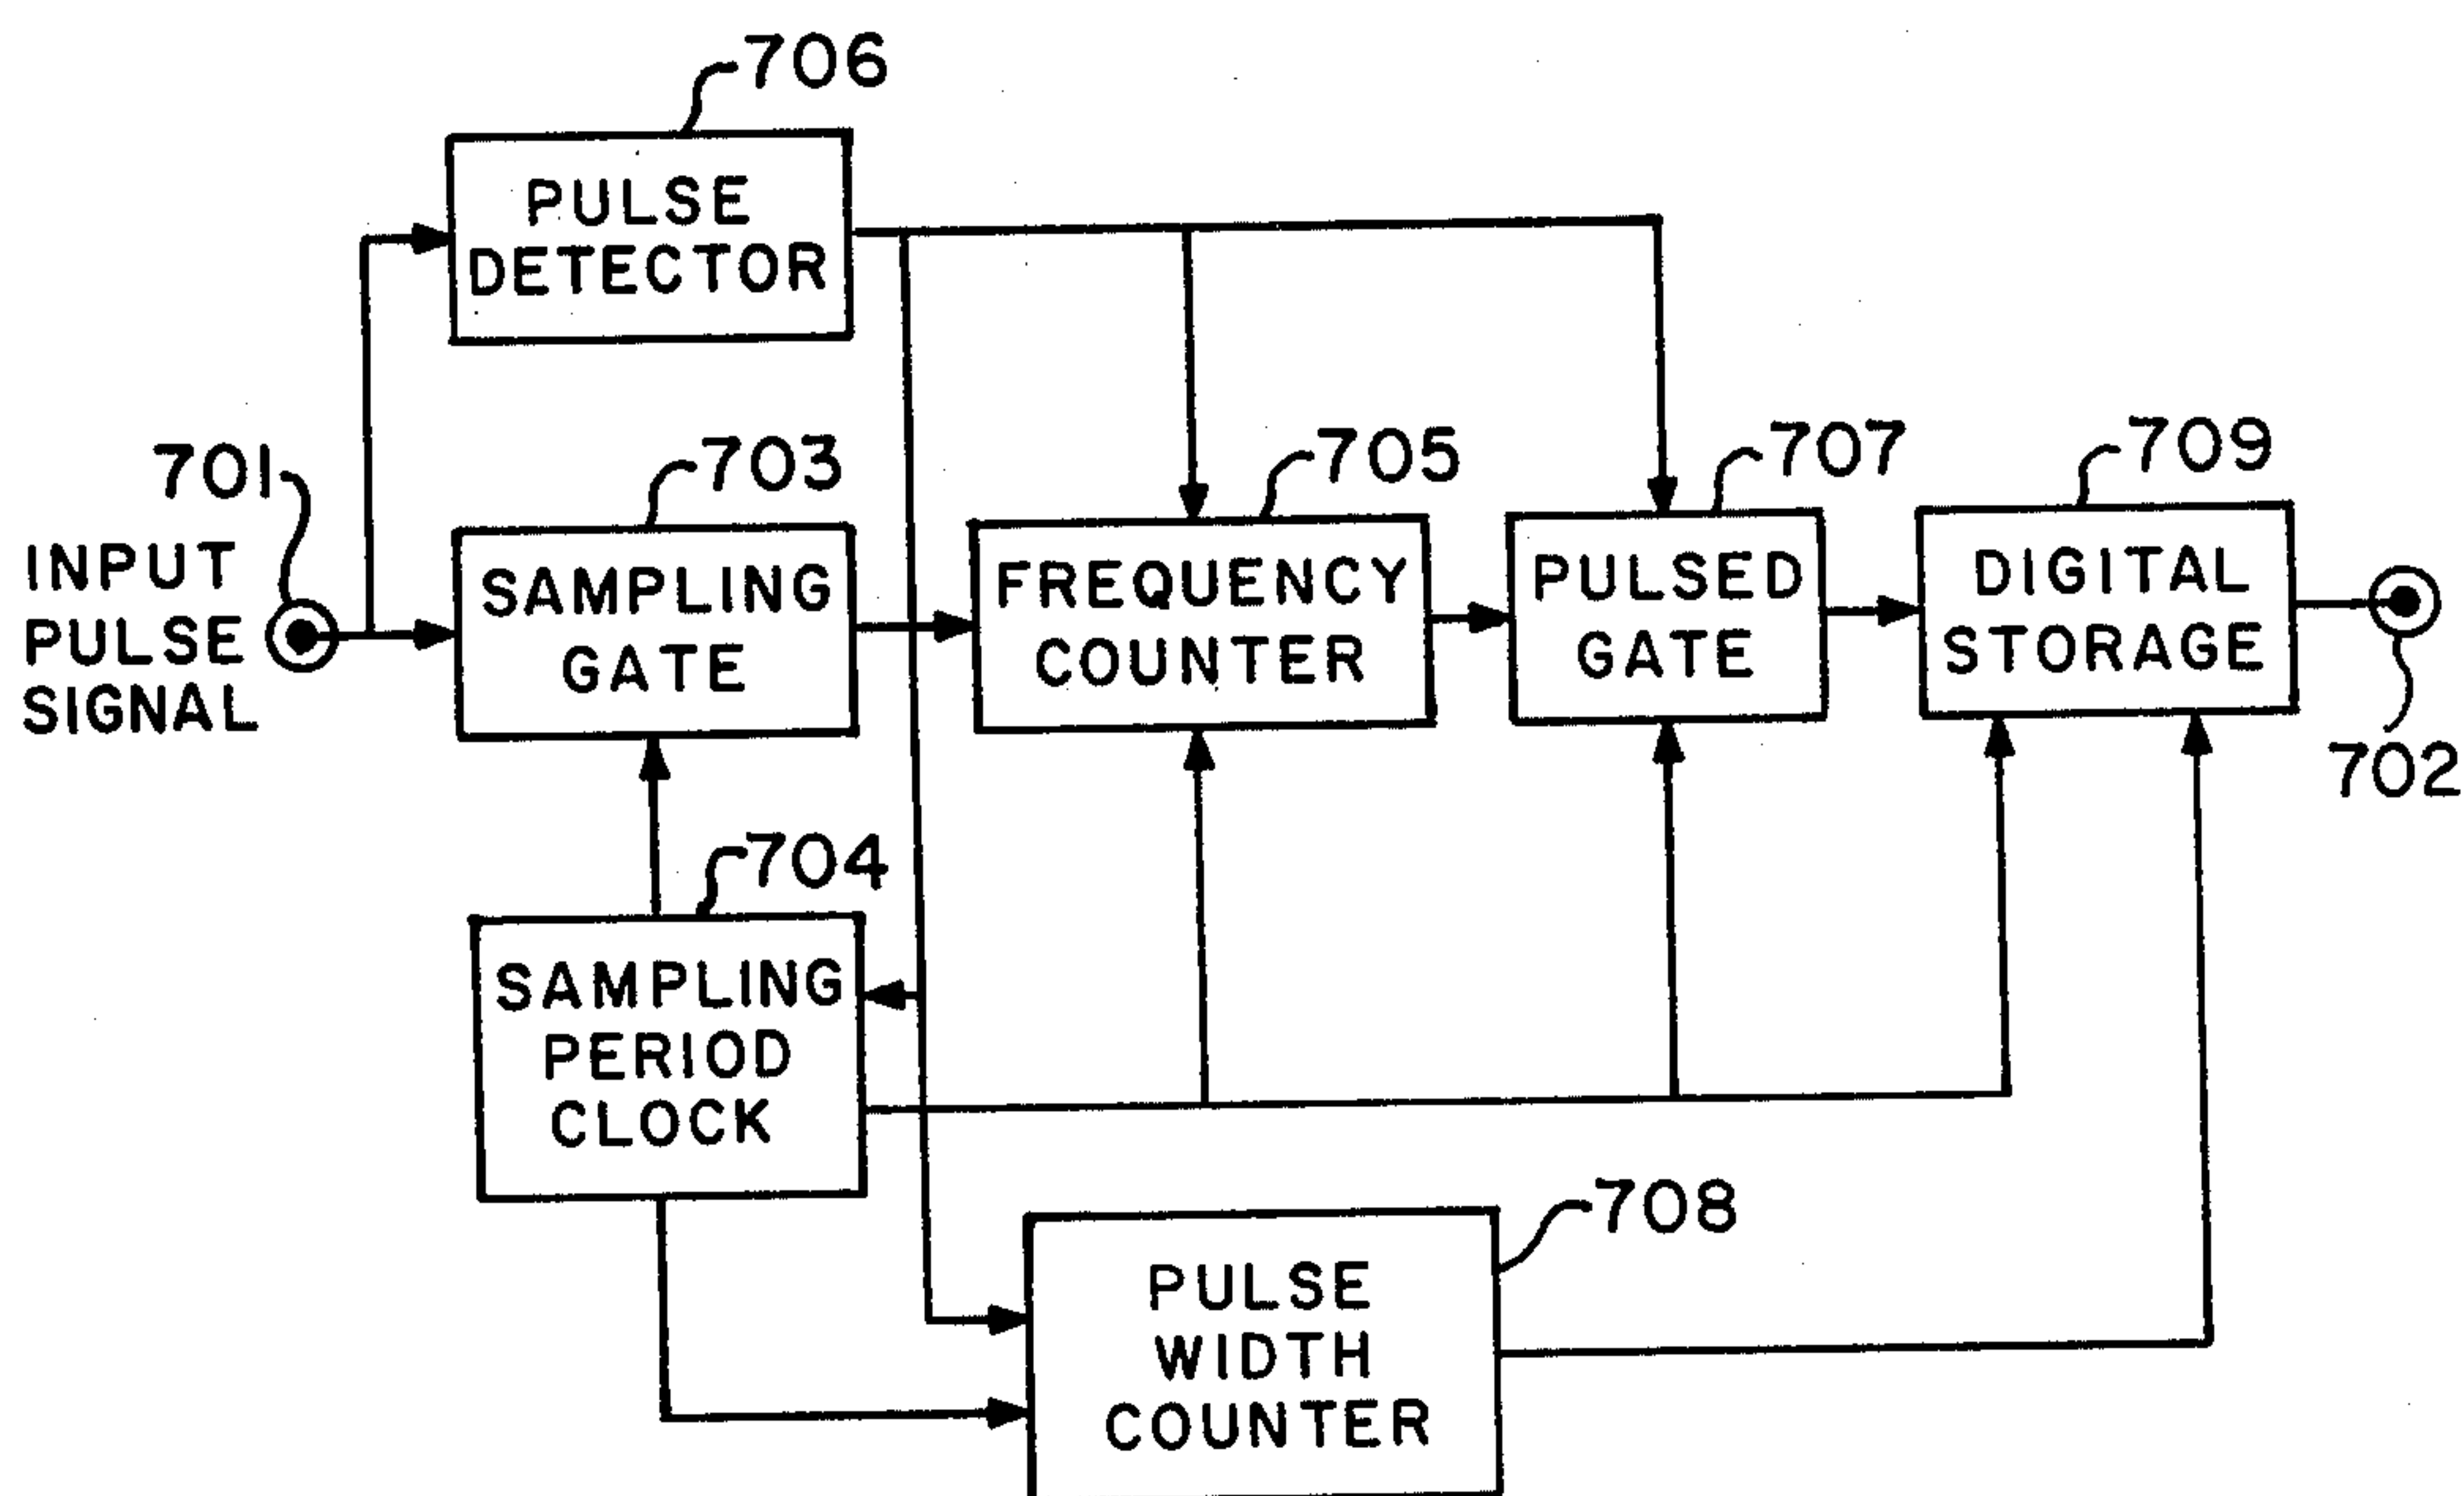 706
PULSE
DETECTOR
701
INPUT
PULSE
SIGNAL
703
SAMPLING
GATE
705
FREQUENCY
COUNTER
707
PULSED
GATE
709
DIGITAL
STORAGE
702
704
SAMPLING
PERIOD
CLOCK
708
PULSE
WIDTH
COUNTER